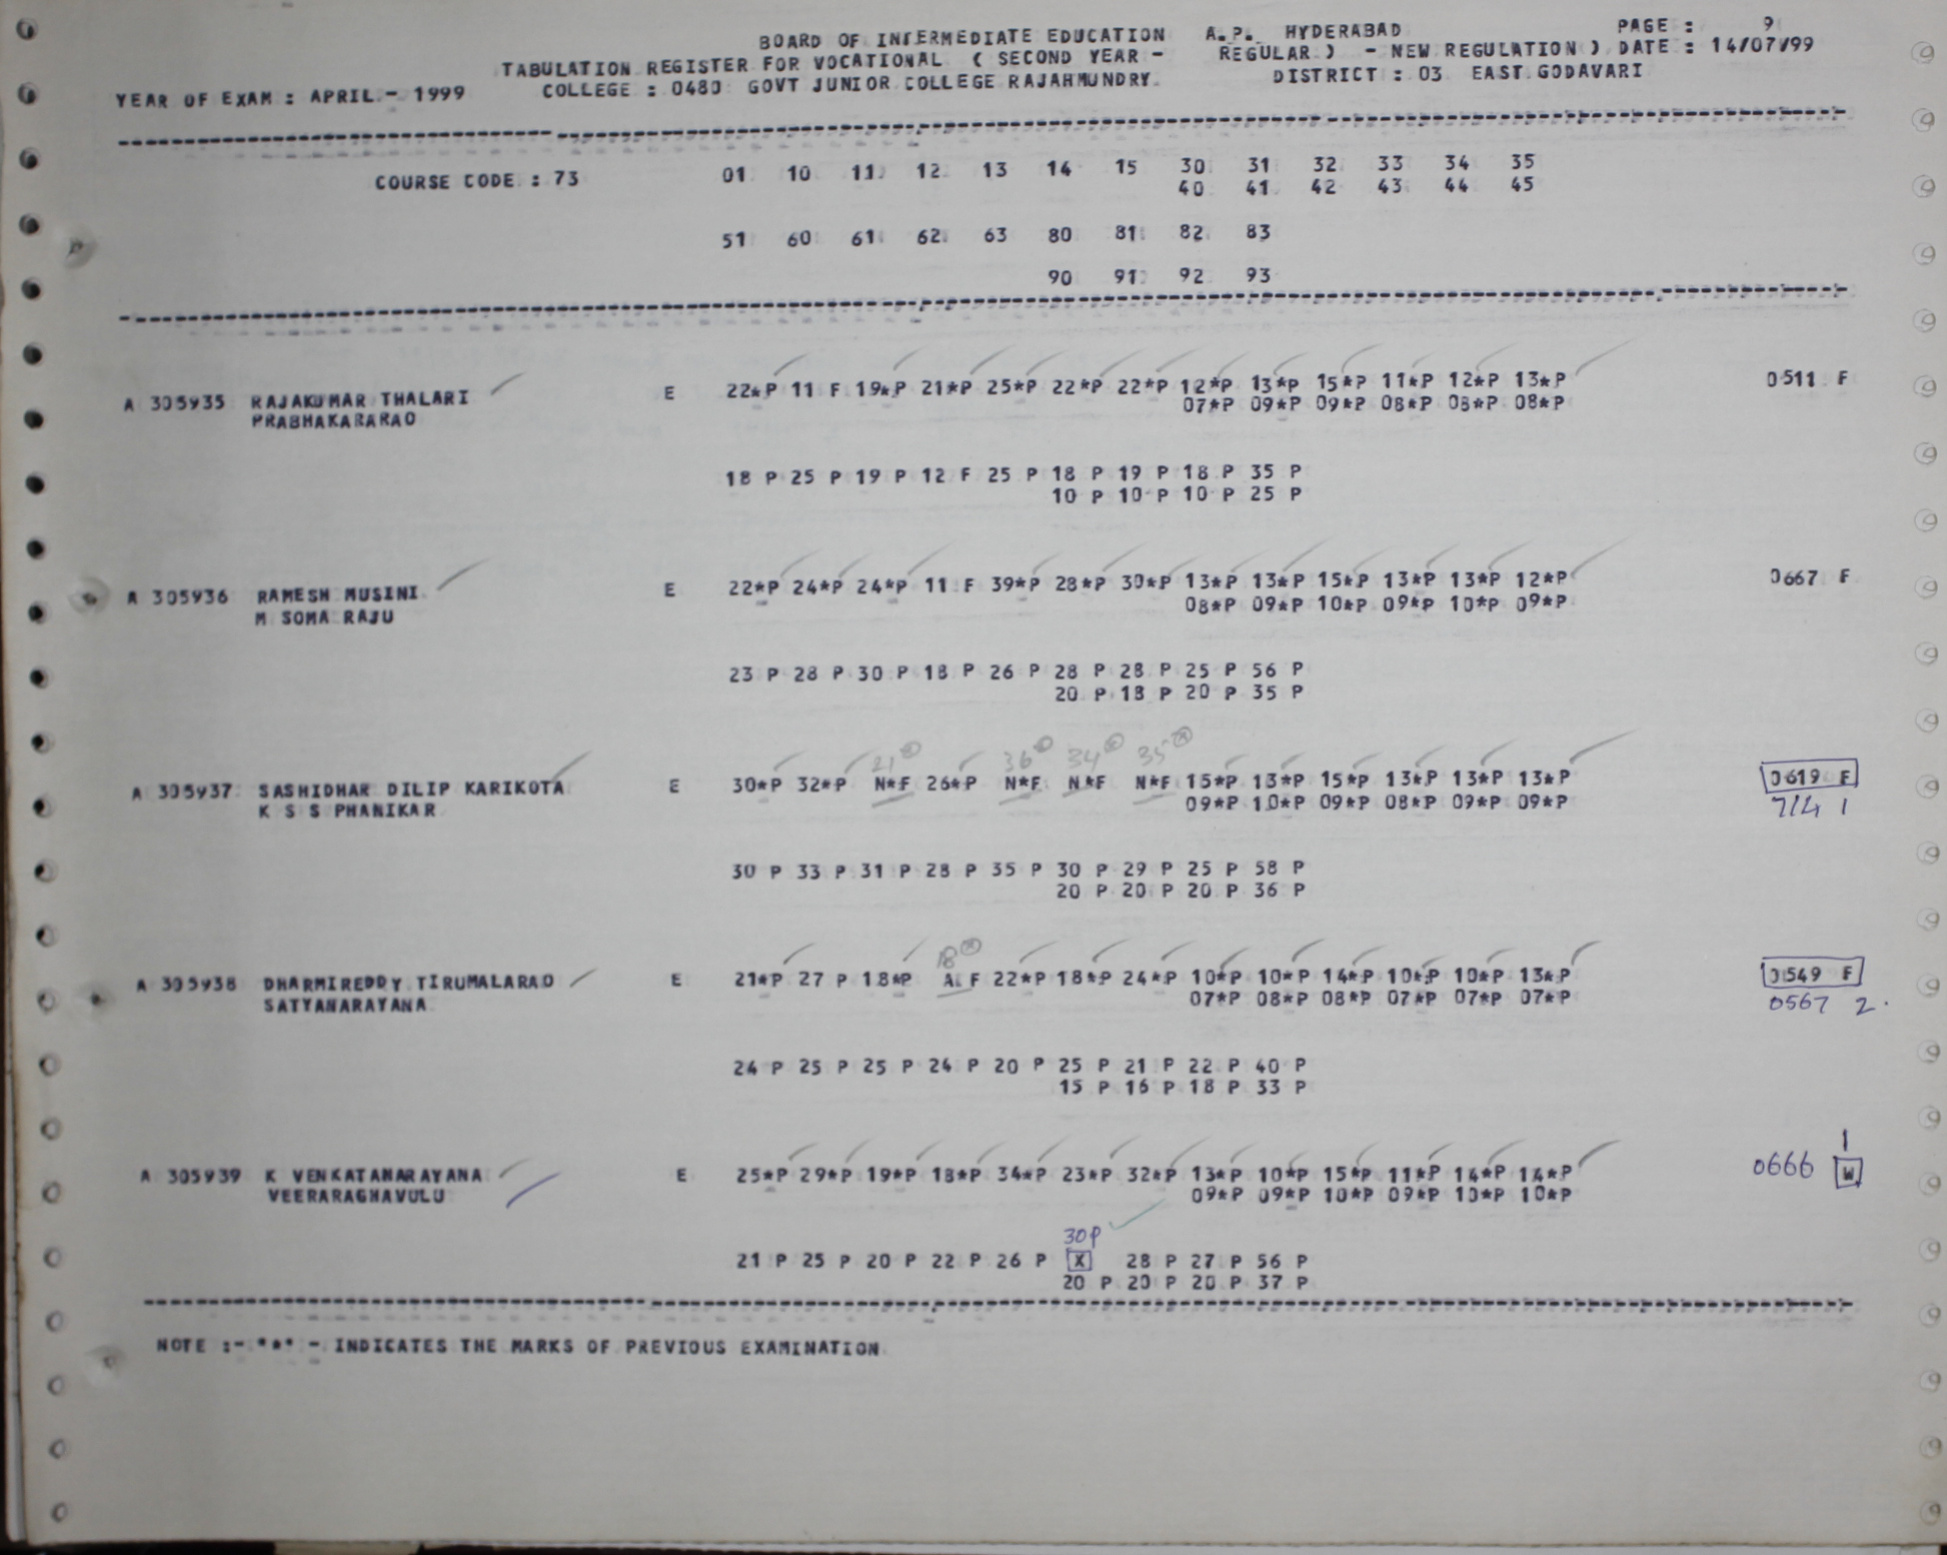 BOARD OF INTERMEDIATE EDUCATION A.P. HYDERABAD PAGE : 9
TABULATION REGISTER FOR VOCATIONAL ( SECOND YEAR - REGULAR ) - NEW REGULATION ) DATE : 14/07/99
YEAR OF EXAM : APRIL - 1999 COLLEGE : 0480 GOVT JUNIOR COLLEGE RAJAHMUNDRY. DISTRICT : 03 EAST GODAVARI
COURSE CODE : 73 01 10 11 12 13 14 15 30 31 32 33 34 35
40 41 42 43 44 45
51 60 61 62 63 80 81 82 83
90 91 92 93
A 305935 RAJAKUMAR THALARI E 22*P 11 F 19*P 21*P 25*P 22*P 22*P 12*P 13*P 15*P 11*P 12*P 13*P 0511 F
PRABHAKARARAO 07*P 09*P 09*P 08*P 08*P 08*P
18 P 25 P 19 P 12 F 25 P 18 P 19 P 18 P 35 P
10 P 10 P 10 P 25 P
A 305936 RAMESH MUSINI E 22*P 24*P 24*P 11 F 39*P 28*P 30*P 13*P 13*P 15*P 13*P 13*P 12*P 0667 F
M SOMA RAJU 08*P 09*P 10*P 09*P 10*P 09*P
23 P 28 P 30 P 18 P 26 P 28 P 28 P 25 P 56 P
20 P 18 P 20 P 35 P
21 36 34 35
A 305937 SASHIDHAR DILIP KARIKOTA E 30*P 32*P N*F 26*P N*F N*F N*F 15*P 13*P 15*P 13*P 13*P 13*P 0619 F
K S S PHANIKAR 09*P 10*P 09*P 08*P 09*P 09*P 714 1
30 P 33 P 31 P 28 P 35 P 30 P 29 P 25 P 58 P
20 P 20 P 20 P 36 P
18
A 305938 DHARMIREDDY TIRUMALARAO E 21*P 27 P 18*P A F 22*P 18*P 24*P 10*P 10*P 14*P 10*P 10*P 13*P 0549 F
SATYANARAYANA 07*P 08*P 08*P 07*P 07*P 07*P 0567 2.
24 P 25 P 25 P 24 P 20 P 25 P 21 P 22 P 40 P
15 P 16 P 18 P 33 P
1
A 305939 K VENKATANARAYANA E 25*P 29*P 19*P 18*P 34*P 23*P 32*P 13*P 10*P 15*P 11*P 14*P 14*P 0666 W
VEERARAGHAVULU 09*P 09*P 10*P 09*P 10*P 10*P
30P
21 P 25 P 20 P 22 P 26 P X 28 P 27 P 56 P
20 P 20 P 20 P 37 P
NOTE :- "*" - INDICATES THE MARKS OF PREVIOUS EXAMINATION